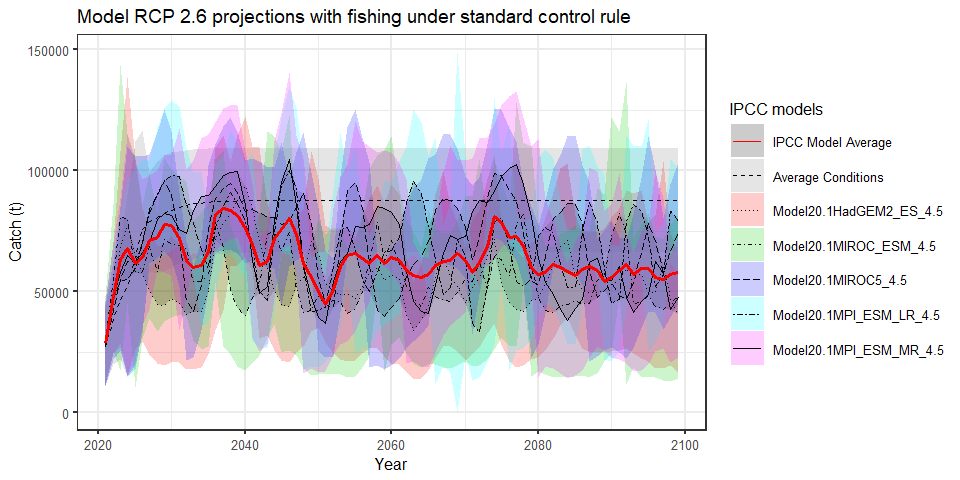 Model RCP 2.6 projections with fishing under standard control rule
150000
100000
50000
0
Catch (t)
2020
2040
2060
2080
2100
Year
IPCC models
IPCC Model Average
Average Conditions
Model20.1HadGEM2_ES_4.5
Model20.1MIROC_ESM_4.5
Model20.1MIROC5_4.5
Model20.1MPI_ESM_LR_4.5
Model20.1MPI_ESM_MR_4.5